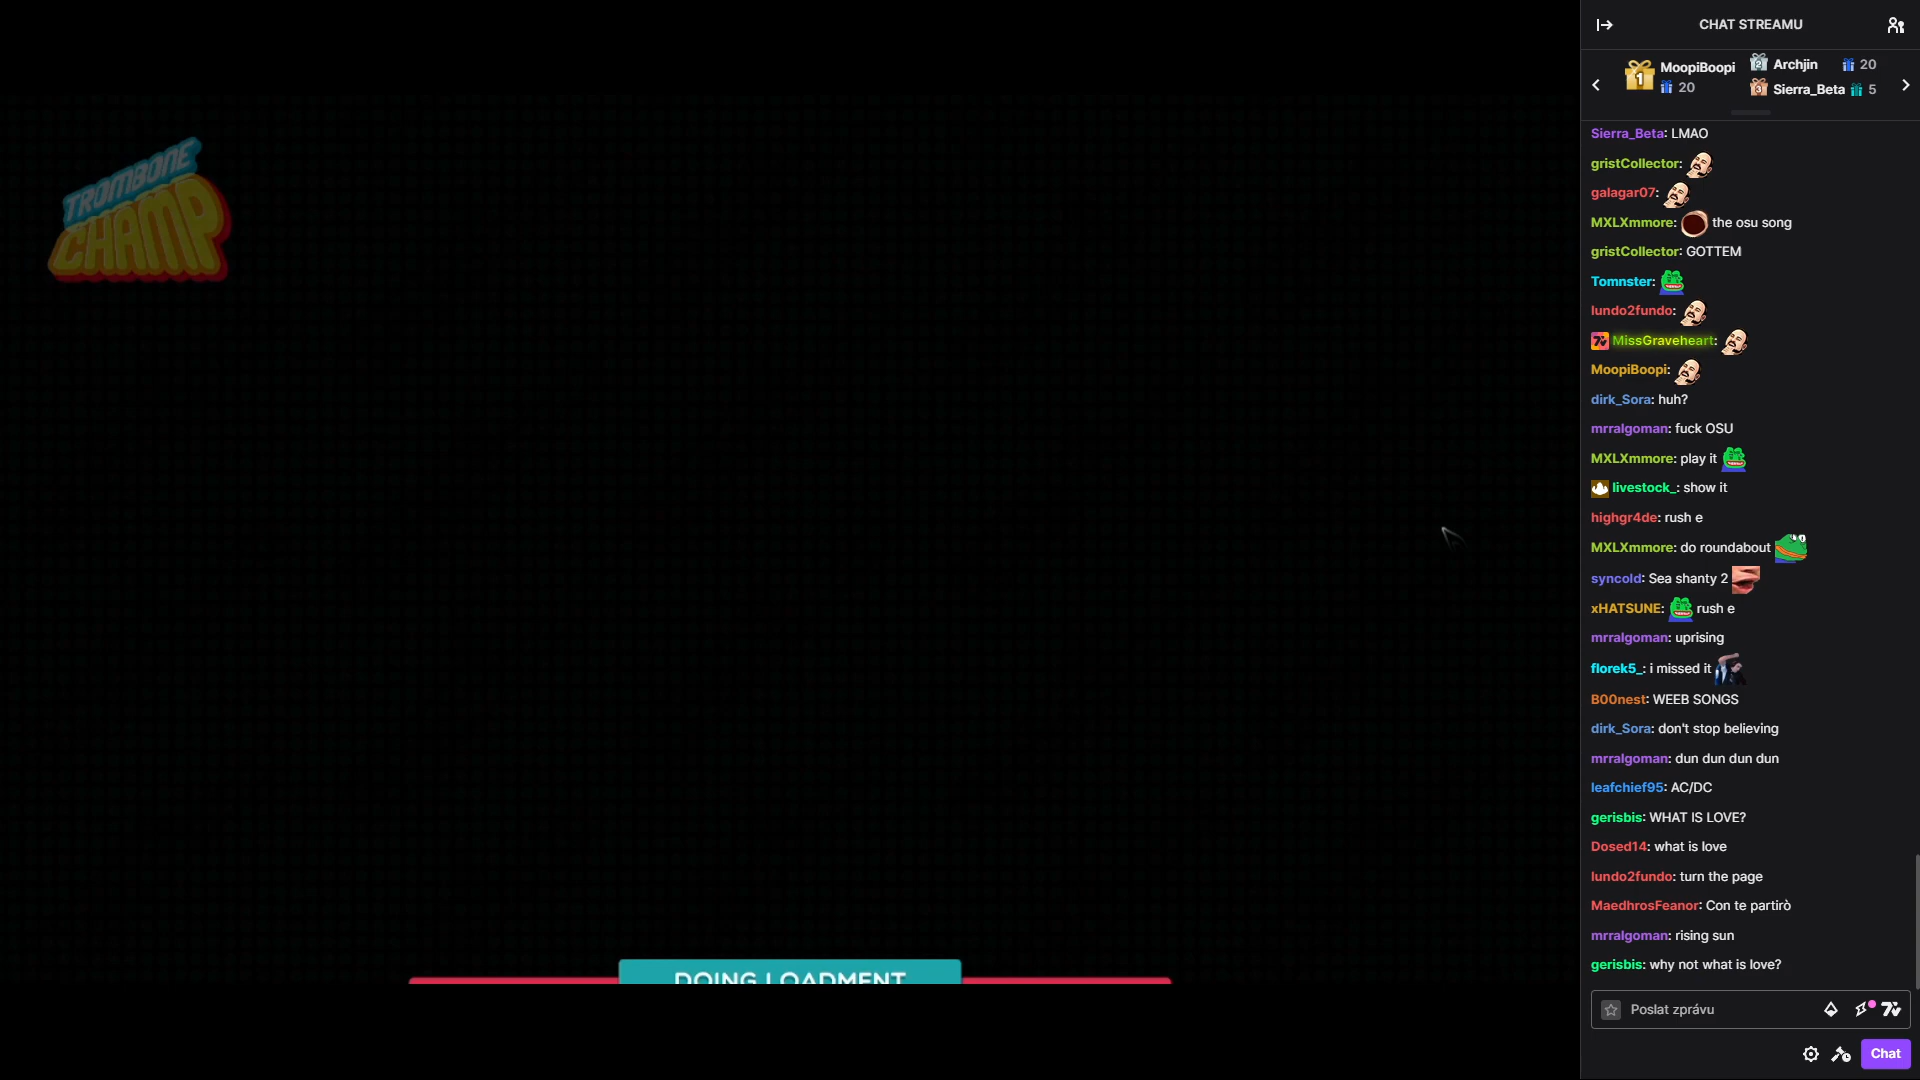 TROMBONE
CHAMP
DOING LOADMENT
CHAT STREAMU
1
MoopiBoopi
20
2
Archjin
20
3
Sierra_Beta
5
Sierra_Beta: LMAO
gristCollector:
galagar07:
MXLXmmore: the osu song
gristCollector: GOTTEM
Tomnster:
lundo2fundo:
MissGraveheart:
MoopiBoopi:
dirk_Sora: huh?
mrralgoman: fuck OSU
MXLXmmore: play it
livestock_: show it
highgr4de: rush e
MXLXmmore: do roundabout
syncold: Sea shanty 2
xHATSUNE: rush e
mrralgoman: uprising
florek5_: i missed it
B00nest: WEEB SONGS
dirk_Sora: don't stop believing
mrralgoman: dun dun dun dun
leafchief95: AC/DC
gerisbis: WHAT IS LOVE?
Dosed14: what is love
lundo2fundo: turn the page
MaedhrosFeanor: Con te partirò
mrralgoman: rising sun
gerisbis: why not what is love?
Poslat zprávu
Chat